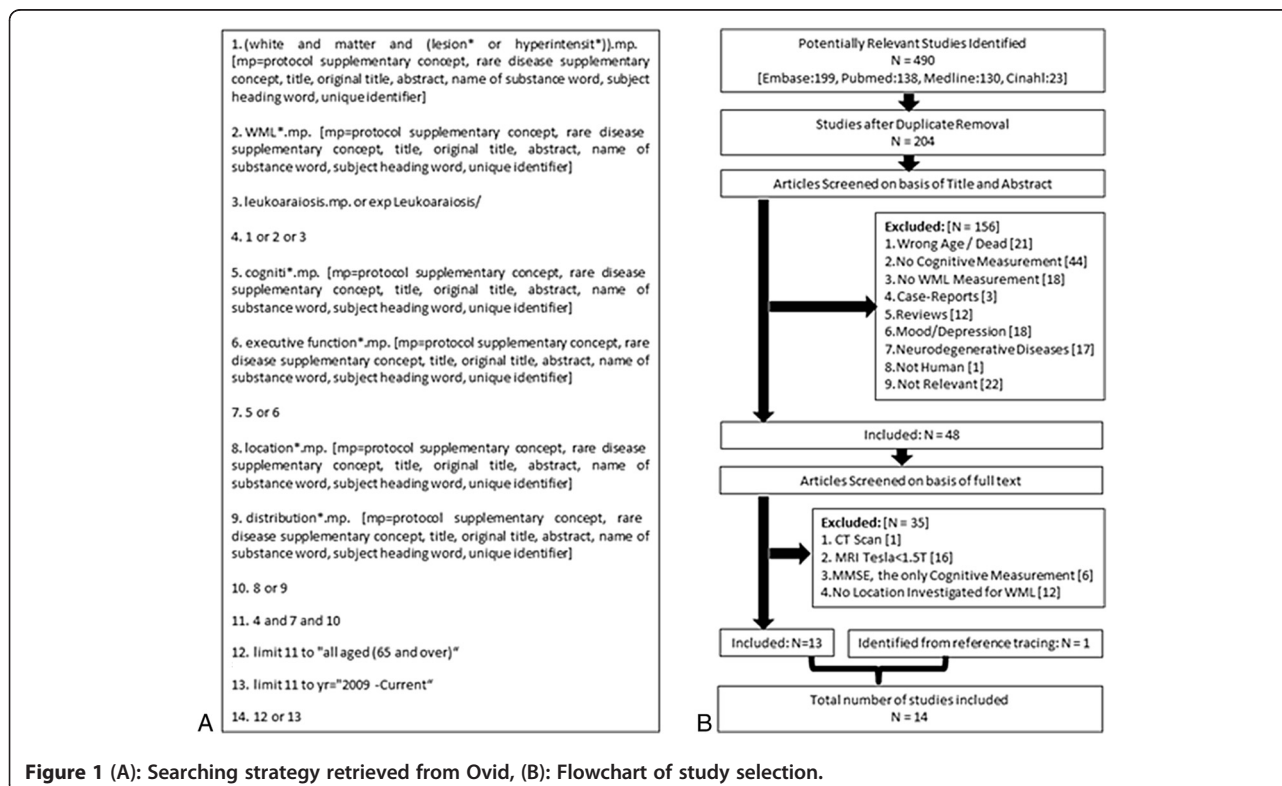 1.(white and matter and (lesion* or hyperintensit*)).mp.
[mp=protocol supplementary concept, rare disease supplementary
concept, title, original title, abstract, name of substance word, subject
heading word, unique identifier]
2. WML*.mp. [mp=protocol supplementary concept, rare disease
supplementary concept, title, original title, abstract, name of
substance word, subject heading word, unique identifier]
3. leukoaraiosis.mp. or exp Leukoaraiosis/
4. 1 or 2 or 3
5. cogniti*.mp. [mp=protocol supplementary concept, rare disease
supplementary concept, title, original title, abstract, name of
substance word, subject heading word, unique identifier]
6. executive function*.mp. [mp=protocol supplementary concept, rare
disease supplementary concept, title, original title, abstract, name of
substance word, subject heading word, unique identifier]
7. 5 or 6
8. location*.mp. [mp=protocol supplementary concept, rare disease
supplementary concept, title, original title, abstract, name of
substance word, subject heading word, unique identifier]
9. distribution*.mp. [mp=protocol supplementary concept, rare
disease supplementary concept, title, original title, abstract, name of
substance word, subject heading word, unique identifier]
10. 8 or 9
11. 4 and 7 and 10
12. limit 11 to "all aged (65 and over)"
13. limit 11 to yr="2009 -Current"
14. 12 or 13
A
Potentially Relevant Studies Identified
N = 490
[Embase:199, Pubmed:138, Medline:130, Cinahl:23]
Studies after Duplicate Removal
N = 204
Articles Screened on basis of Title and Abstract
Excluded: [N = 156]
1.Wrong Age / Dead [21]
2.No Cognitive Measurement [44]
3.No WML Measurement [18]
4.Case-Reports [3]
5.Reviews [12]
6.Mood/Depression [18]
7.Neurodegenerative Diseases [17]
8.Not Human [1]
9.Not Relevant [22]
Included: N = 48
Articles Screened on basis of full text
Excluded: [N = 35]
1. CT Scan [1]
2. MRI Tesla<1.5T [16]
3.MMSE, the only Cognitive Measurement [6]
4.No Location Investigated for WML [12]
Included: N=13
Identified from reference tracing: N = 1
Total number of studies included
N = 14
B
Figure 1 (A): Searching strategy retrieved from Ovid, (B): Flowchart of study selection.